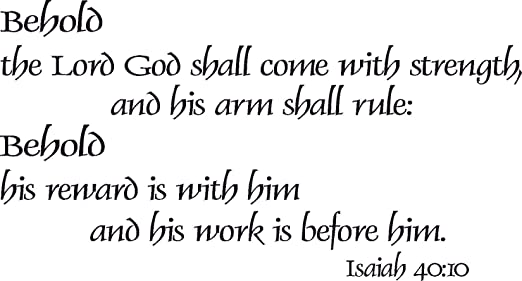 Behold
the Lord God shall come with strength,
and his arm shall rule:
Behold
his reward is with him
and his work is before him.
Isaiah 40:10